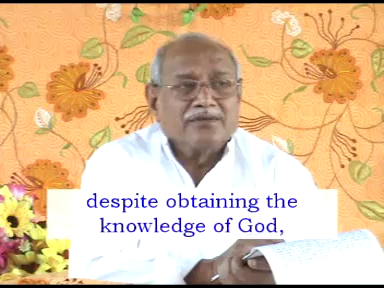 despite obtaining the
knowledge of God,